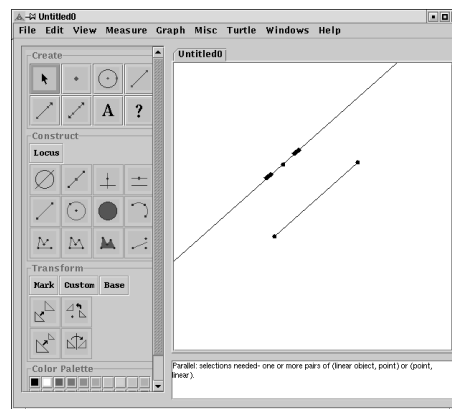 Untitled0
File Edit View Measure Graph Misc Turtle Windows Help
Create
A ?
Construct
Locus
Transform
Mark Custom Base
Color Palette
Untitled0
Parallel: selections needed- one or more pairs of (linear object, point) or (point,
linear).